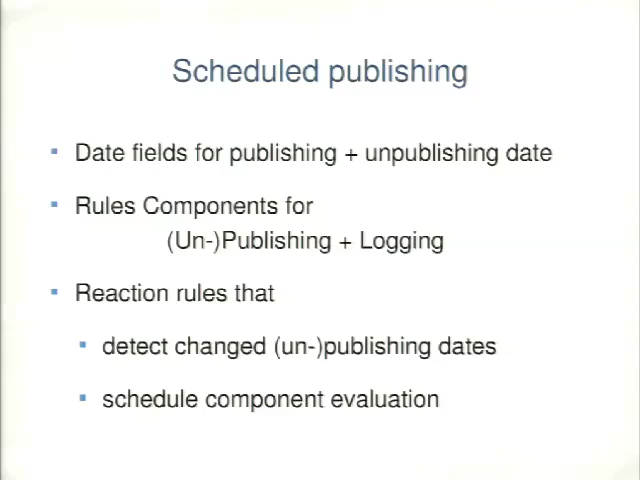 Scheduled publishing
Date fields for publishing + unpublishing date
Rules Components for
(Un-)Publishing + Logging
Reaction rules that
detect changed (un-)publishing dates
schedule component evaluation